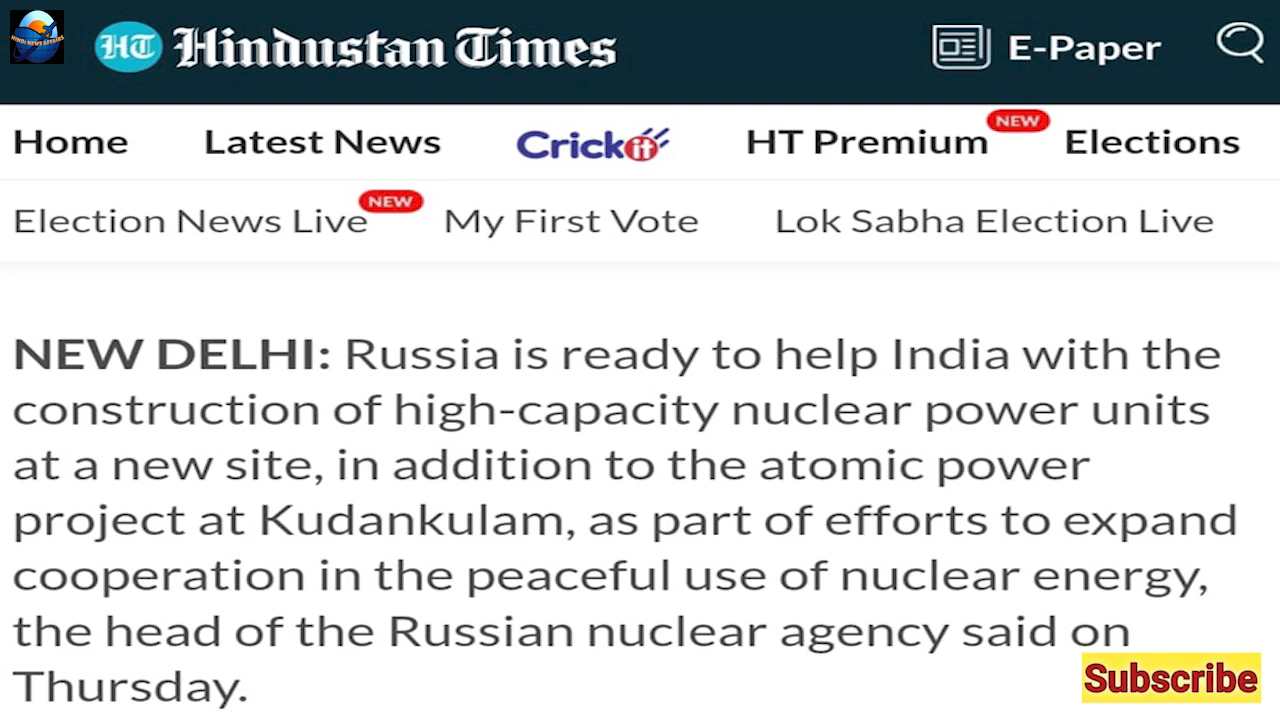 HINDI NEWS AFFAIRS
HT Hindustan Times E-Paper
Home Latest News Crickit HT Premium NEW Elections
Election News Live NEW My First Vote Lok Sabha Election Live
NEW DELHI: Russia is ready to help India with the
construction of high-capacity nuclear power units
at a new site, in addition to the atomic power
project at Kudankulam, as part of efforts to expand
cooperation in the peaceful use of nuclear energy,
the head of the Russian nuclear agency said on
Thursday.
Subscribe